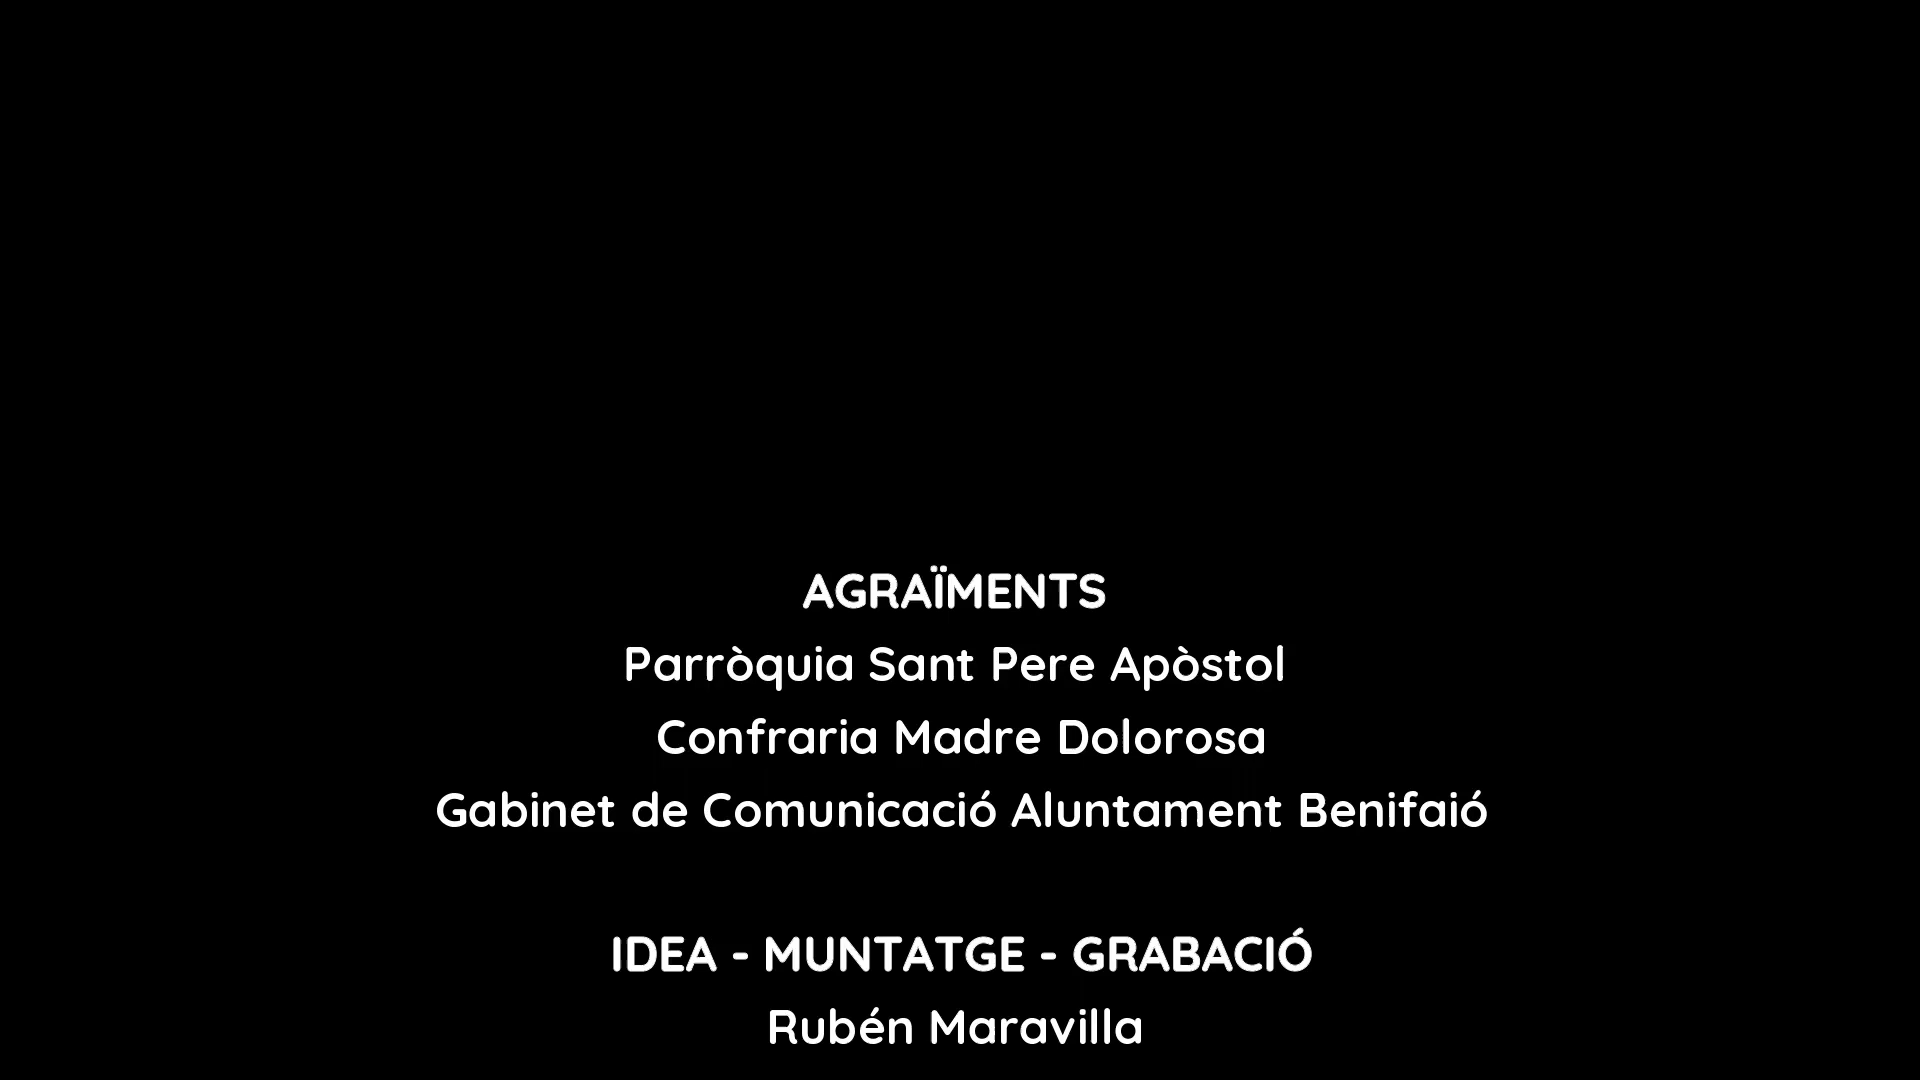 AGRAÏMENTS
Parròquia Sant Pere Apòstol
Confraria Madre Dolorosa
Gabinet de Comunicació Aluntament Benifaió
IDEA - MUNTATGE - GRABACIÓ
Rubén Maravilla